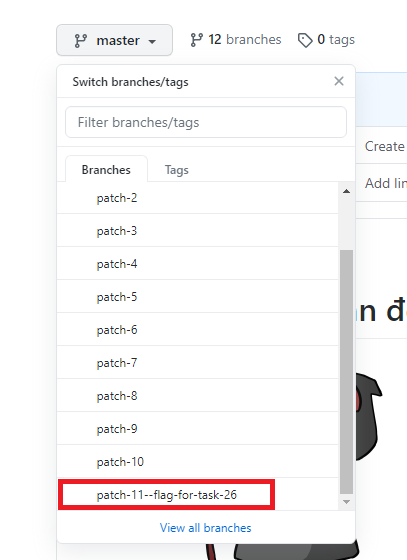 master
12 branches
0 tags
Switch branches/tags
Filter branches/tags
Branches
Tags
Create
Add lin
patch-2
patch-3
patch-4
patch-5
patch-6
patch-7
patch-8
patch-9
patch-10
patch-11--flag-for-task-26
View all branches